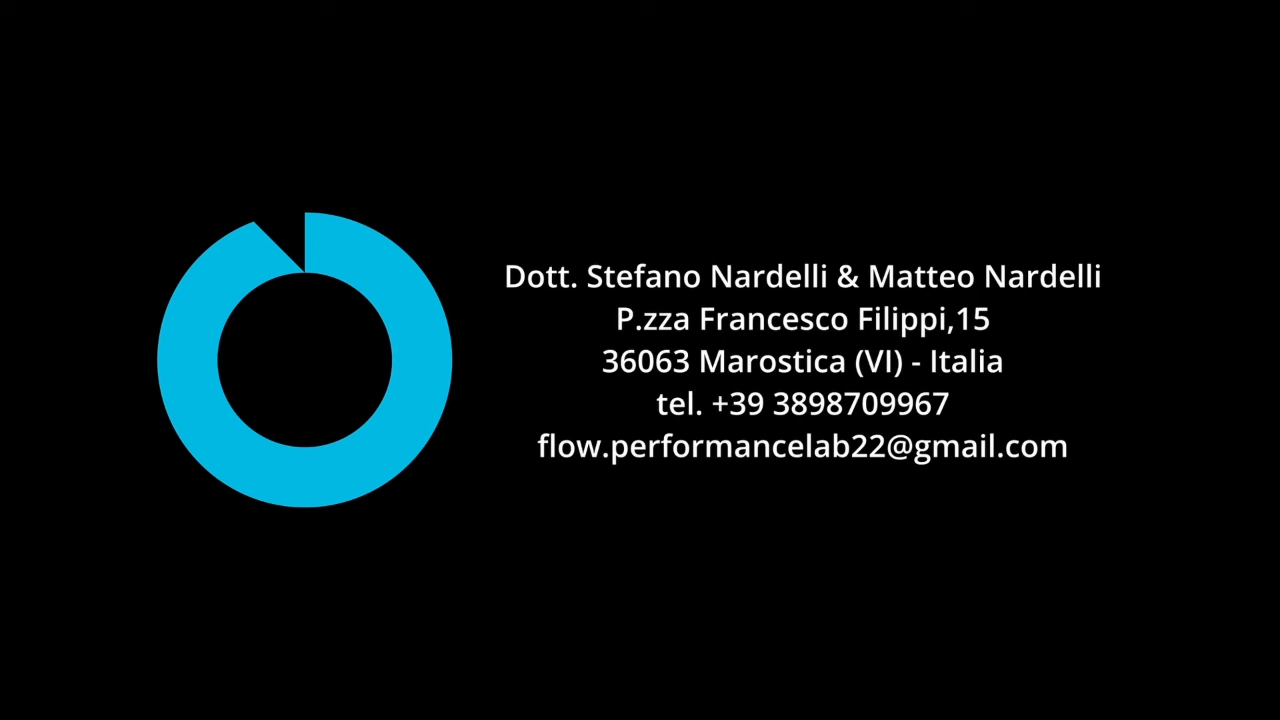 Dott. Stefano Nardelli & Matteo Nardelli
P.zza Francesco Filippi,15
36063 Marostica (VI) - Italia
tel. +39 3898709967
flow.performancelab22@gmail.com